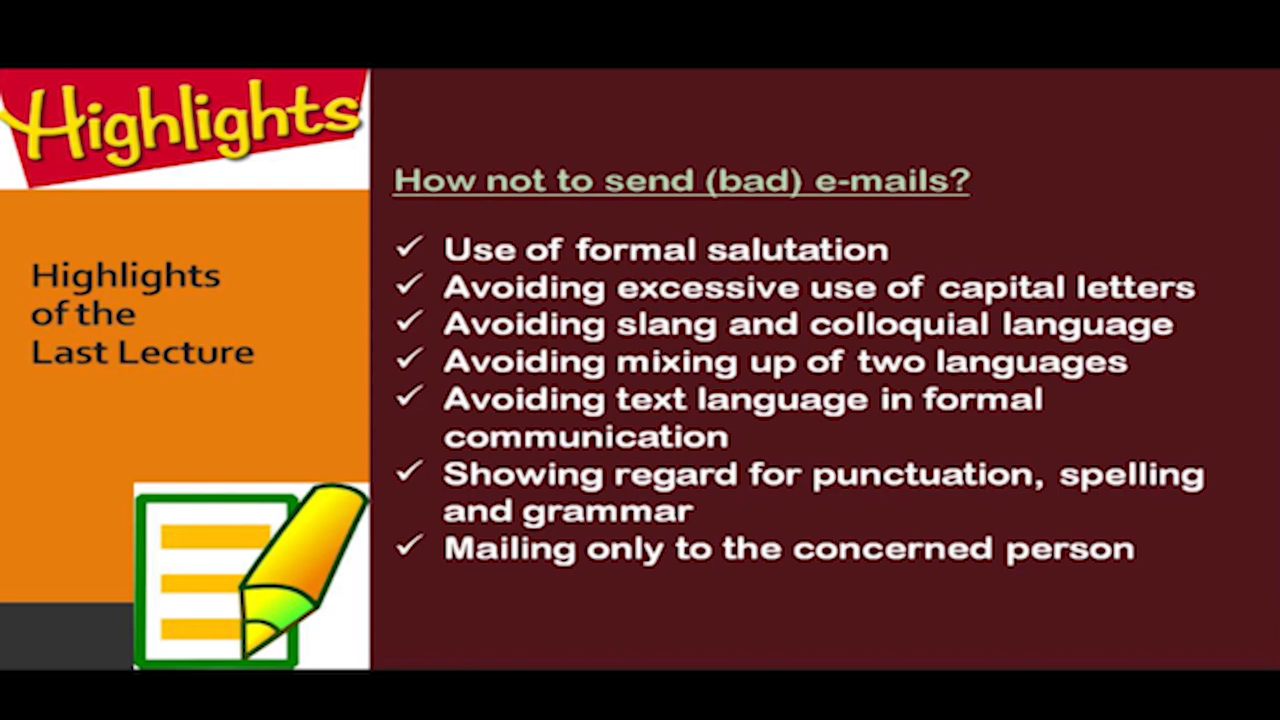 Highlights
Highlights
of the
Last Lecture
How not to send (bad) e-mails?
✓ Use of formal salutation
✓ Avoiding excessive use of capital letters
✓ Avoiding slang and colloquial language
✓ Avoiding mixing up of two languages
✓ Avoiding text language in formal
communication
✓ Showing regard for punctuation, spelling
and grammar
✓ Mailing only to the concerned person